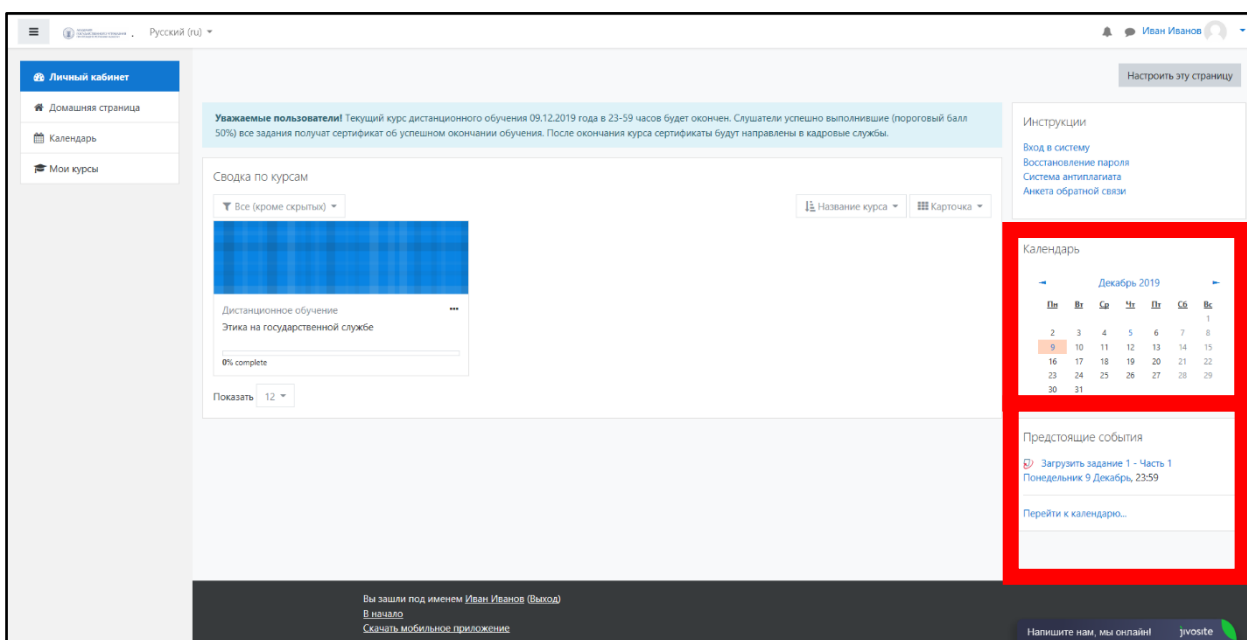 Русский (ru)
Иван Иванов
Личный кабинет
Домашняя страница
Календарь
Мои курсы
Настроить эту страницу
Уважаемые пользователи! Текущий курс дистанционного обучения 09.12.2019 года в 23-59 часов будет окончен. Слушатели успешно выполнившие (пороговый балл
50%) все задания получат сертификат об успешном окончании обучения. После окончания курса сертификаты будут направлены в кадровые службы.
Сводка по курсам
Все (кроме скрытых)
Название курса
Карточка
Дистанционное обучение
Этика на государственной службе
0% complete
Показать 12
Инструкции
Вход в систему
Восстановление пароля
Система антиплагиата
Анкета обратной связи
Календарь
Декабрь 2019
Пн Вт Ср Чт Пт Сб Вс
1
2 3 4 5 6 7 8
9 10 11 12 13 14 15
16 17 18 19 20 21 22
23 24 25 26 27 28 29
30 31
Предстоящие события
Загрузить задание 1 - Часть 1
Понедельник 9 Декабрь, 23:59
Перейти к календарю...
Вы зашли под именем Иван Иванов (Выход)
В начало
Скачать мобильное приложение
Напишите нам, мы онлайн! jivosite